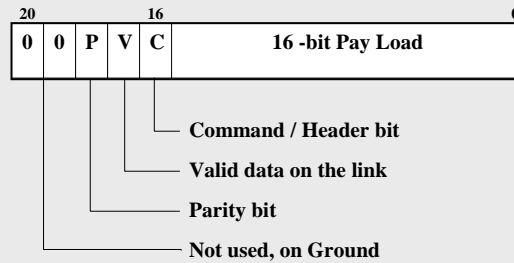 20 16 0
0 0 P V C 16 -bit Pay Load
Command / Header bit
Valid data on the link
Parity bit
Not used, on Ground